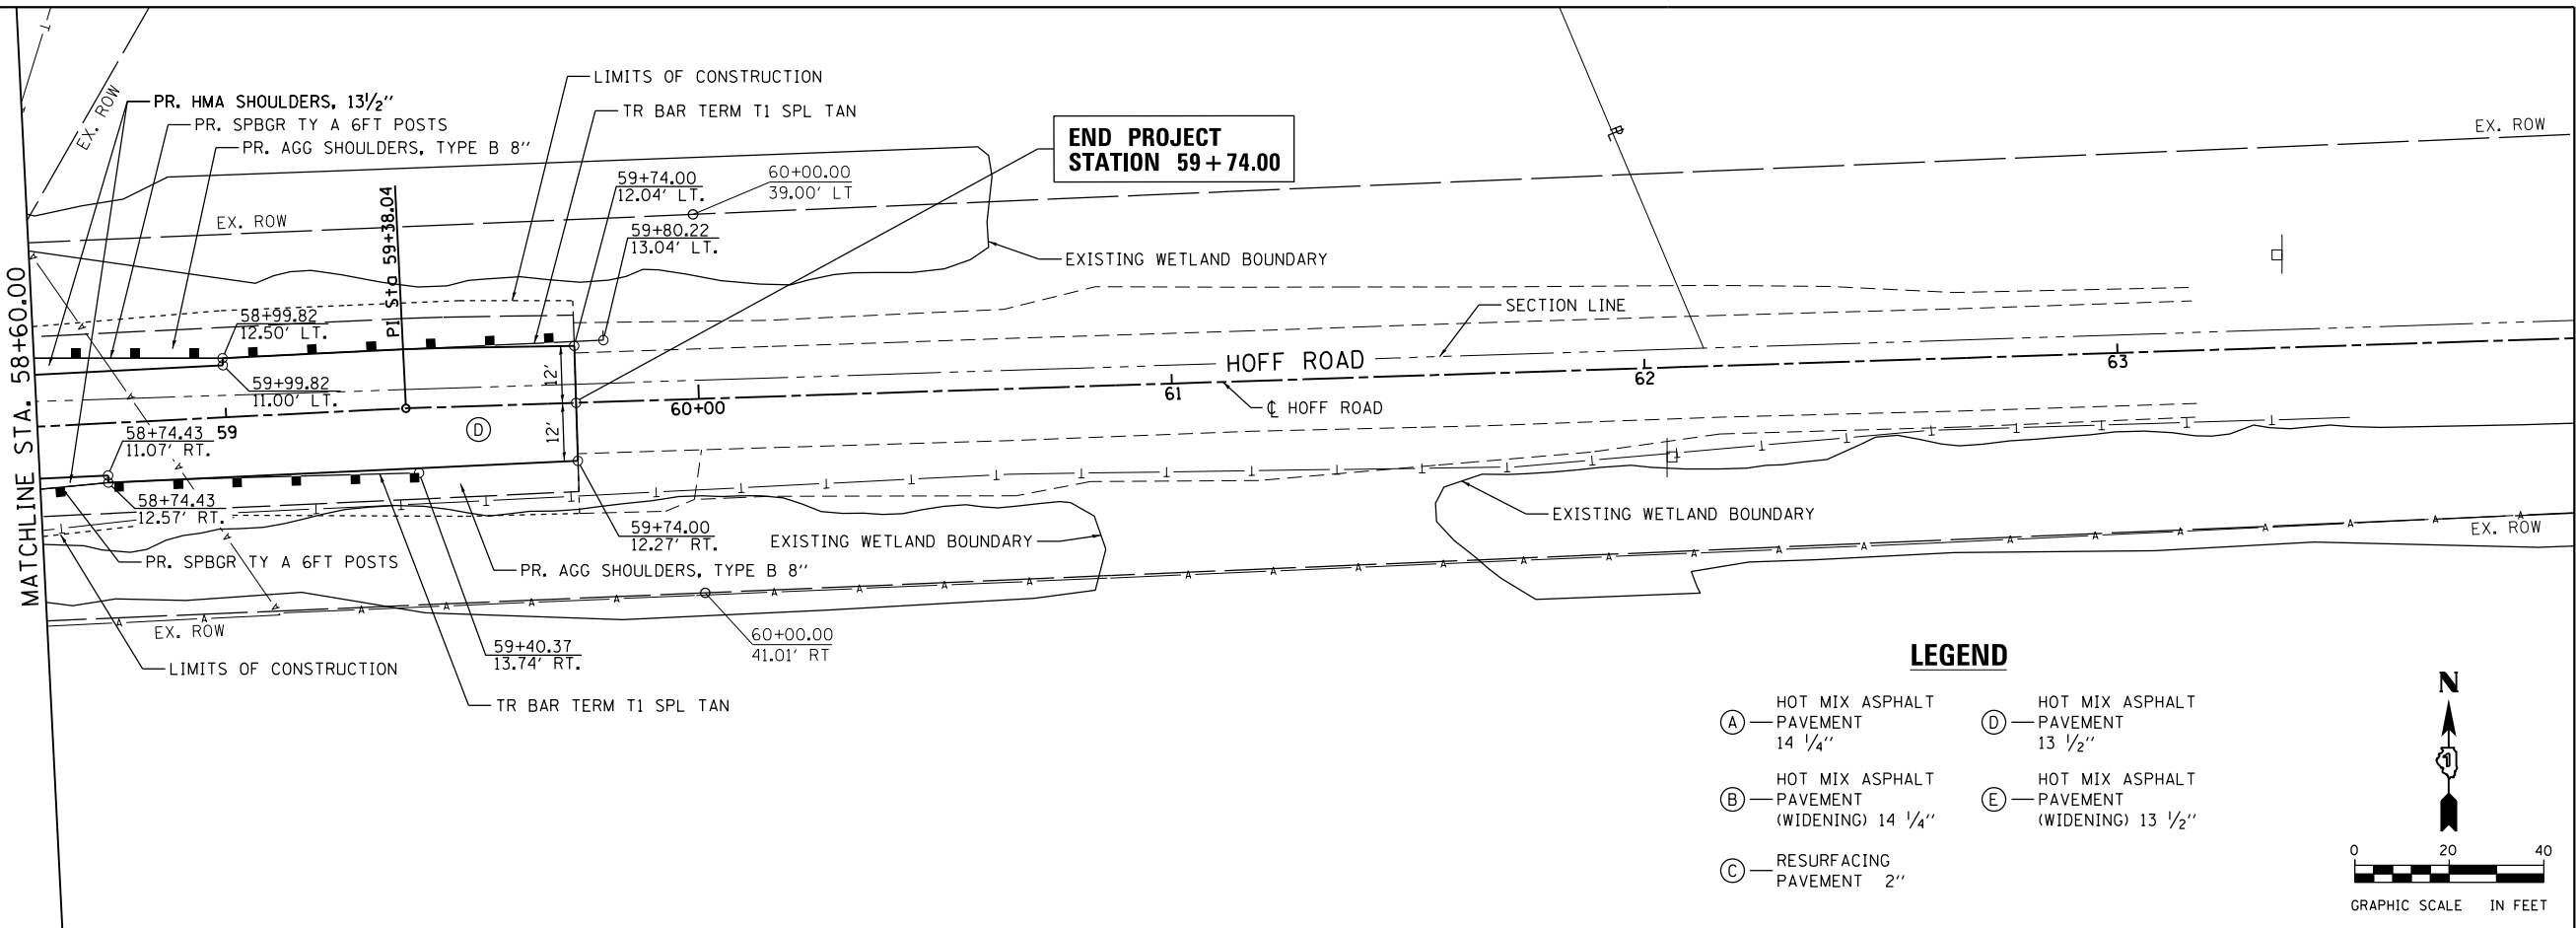 LIMITS OF CONSTRUCTION
PR. HMA SHOULDERS, 13½''
TR BAR TERM T1 SPL TAN
PR. SPBGR TY A 6FT POSTS
PR. AGG SHOULDERS, TYPE B 8''
EX. ROW
END PROJECT
STATION 59+74.00
EX. ROW
59+74.00
12.04' LT.
60+00.00
39.00' LT
EX. ROW
59+80.22
13.04' LT.
EXISTING WETLAND BOUNDARY
PI Sta 59+38.04
MATCHLINE STA. 58+60.00
58+99.82
12.50' LT.
SECTION LINE
HOFF ROAD
59+99.82
11.00' LT.
12'
12'
59
60+00
61
62
63
℄ HOFF ROAD
D
58+74.43
11.07' RT.
58+74.43
12.57' RT.
59+74.00
12.27' RT.
EXISTING WETLAND BOUNDARY
EXISTING WETLAND BOUNDARY
EX. ROW
PR. SPBGR TY A 6FT POSTS
PR. AGG SHOULDERS, TYPE B 8''
EX. ROW
60+00.00
41.01' RT
59+40.37
13.74' RT.
LIMITS OF CONSTRUCTION
TR BAR TERM T1 SPL TAN
LEGEND
A HOT MIX ASPHALT
PAVEMENT
14 ¼''
D HOT MIX ASPHALT
PAVEMENT
13 ½''
B HOT MIX ASPHALT
PAVEMENT
(WIDENING) 14 ¼''
E HOT MIX ASPHALT
PAVEMENT
(WIDENING) 13 ½''
C RESURFACING
PAVEMENT 2''
N
1
0 20 40
GRAPHIC SCALE IN FEET